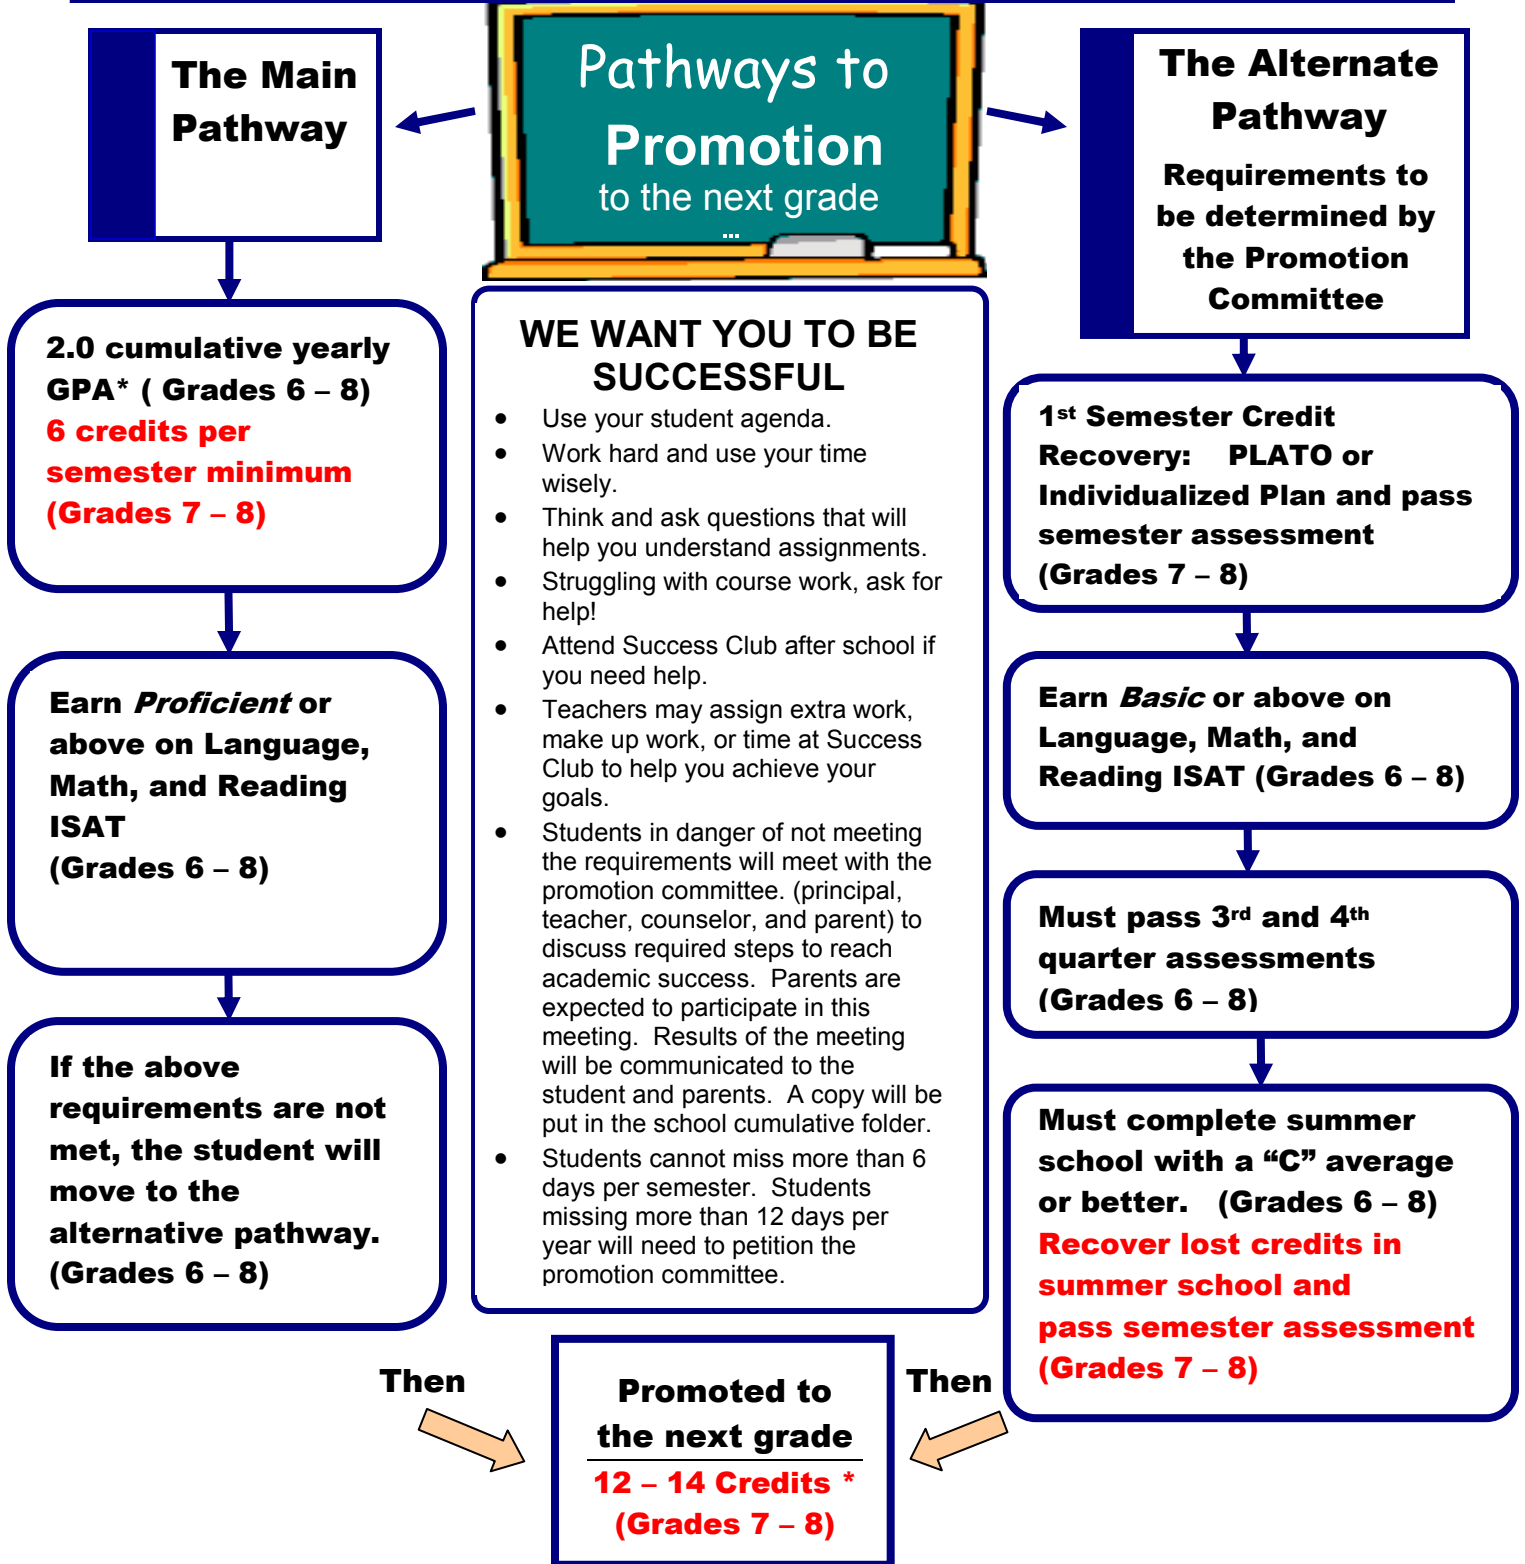 Pathways to
Promotion
to the next grade
...
The Main
Pathway
2.0 cumulative yearly
GPA* ( Grades 6 – 8)
6 credits per
semester minimum
(Grades 7 – 8)
Earn Proficient or
above on Language,
Math, and Reading
ISAT
(Grades 6 – 8)
If the above
requirements are not
met, the student will
move to the
alternative pathway.
(Grades 6 – 8)
WE WANT YOU TO BE
SUCCESSFUL
• Use your student agenda.
• Work hard and use your time
wisely.
• Think and ask questions that will
help you understand assignments.
• Struggling with course work, ask for
help!
• Attend Success Club after school if
you need help.
• Teachers may assign extra work,
make up work, or time at Success
Club to help you achieve your
goals.
• Students in danger of not meeting
the requirements will meet with the
promotion committee. (principal,
teacher, counselor, and parent) to
discuss required steps to reach
academic success.  Parents are
expected to participate in this
meeting.  Results of the meeting
will be communicated to the
student and parents.  A copy will be
put in the school cumulative folder.
• Students cannot miss more than 6
days per semester.  Students
missing more than 12 days per
year will need to petition the
promotion committee.
The Alternate
Pathway
Requirements to
be determined by
the Promotion
Committee
1st Semester Credit
Recovery:    PLATO or
Individualized Plan and pass
semester assessment
(Grades 7 – 8)
Earn Basic or above on
Language, Math, and
Reading ISAT (Grades 6 – 8)
Must pass 3rd and 4th
quarter assessments
(Grades 6 – 8)
Must complete summer
school with a “C” average
or better.   (Grades 6 – 8)
Recover lost credits in
summer school and
pass semester assessment
(Grades 7 – 8)
Then
Then
Promoted to
the next grade
12 – 14 Credits *
(Grades 7 – 8)